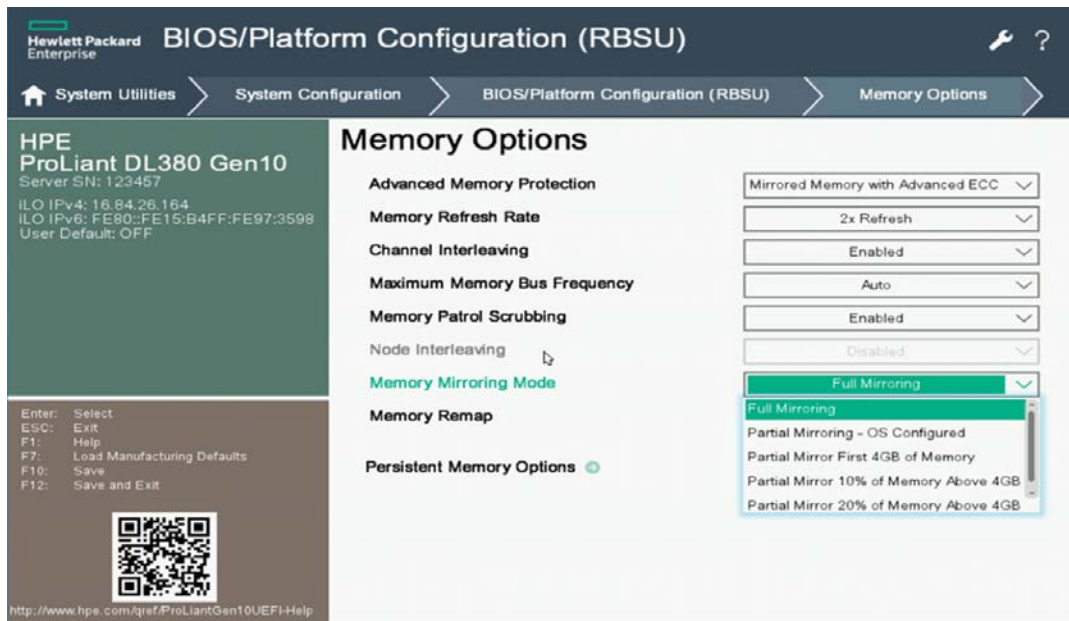 Hewlett Packard
Enterprise
BIOS/Platform Configuration (RBSU)
?
System Utilities
System Configuration
BIOS/Platform Configuration (RBSU)
Memory Options
HPE
ProLiant DL380 Gen10
Server SN: 123457
iLO IPv4: 16.84.26.164
iLO IPv6: FE80::FE15:B4FF:FE97:3598
User Default: OFF
Enter: Select
ESC: Exit
F1: Help
F7: Load Manufacturing Defaults
F10: Save
F12: Save and Exit
http://www.hpe.com/qref/ProLiantGen10UEFI-Help
Memory Options
Advanced Memory Protection Mirrored Memory with Advanced ECC
Memory Refresh Rate 2x Refresh
Channel Interleaving Enabled
Maximum Memory Bus Frequency Auto
Memory Patrol Scrubbing Enabled
Node Interleaving Disabled
Memory Mirroring Mode Full Mirroring
Memory Remap
Persistent Memory Options
Full Mirroring
Partial Mirroring - OS Configured
Partial Mirror First 4GB of Memory
Partial Mirror 10% of Memory Above 4GB
Partial Mirror 20% of Memory Above 4GB